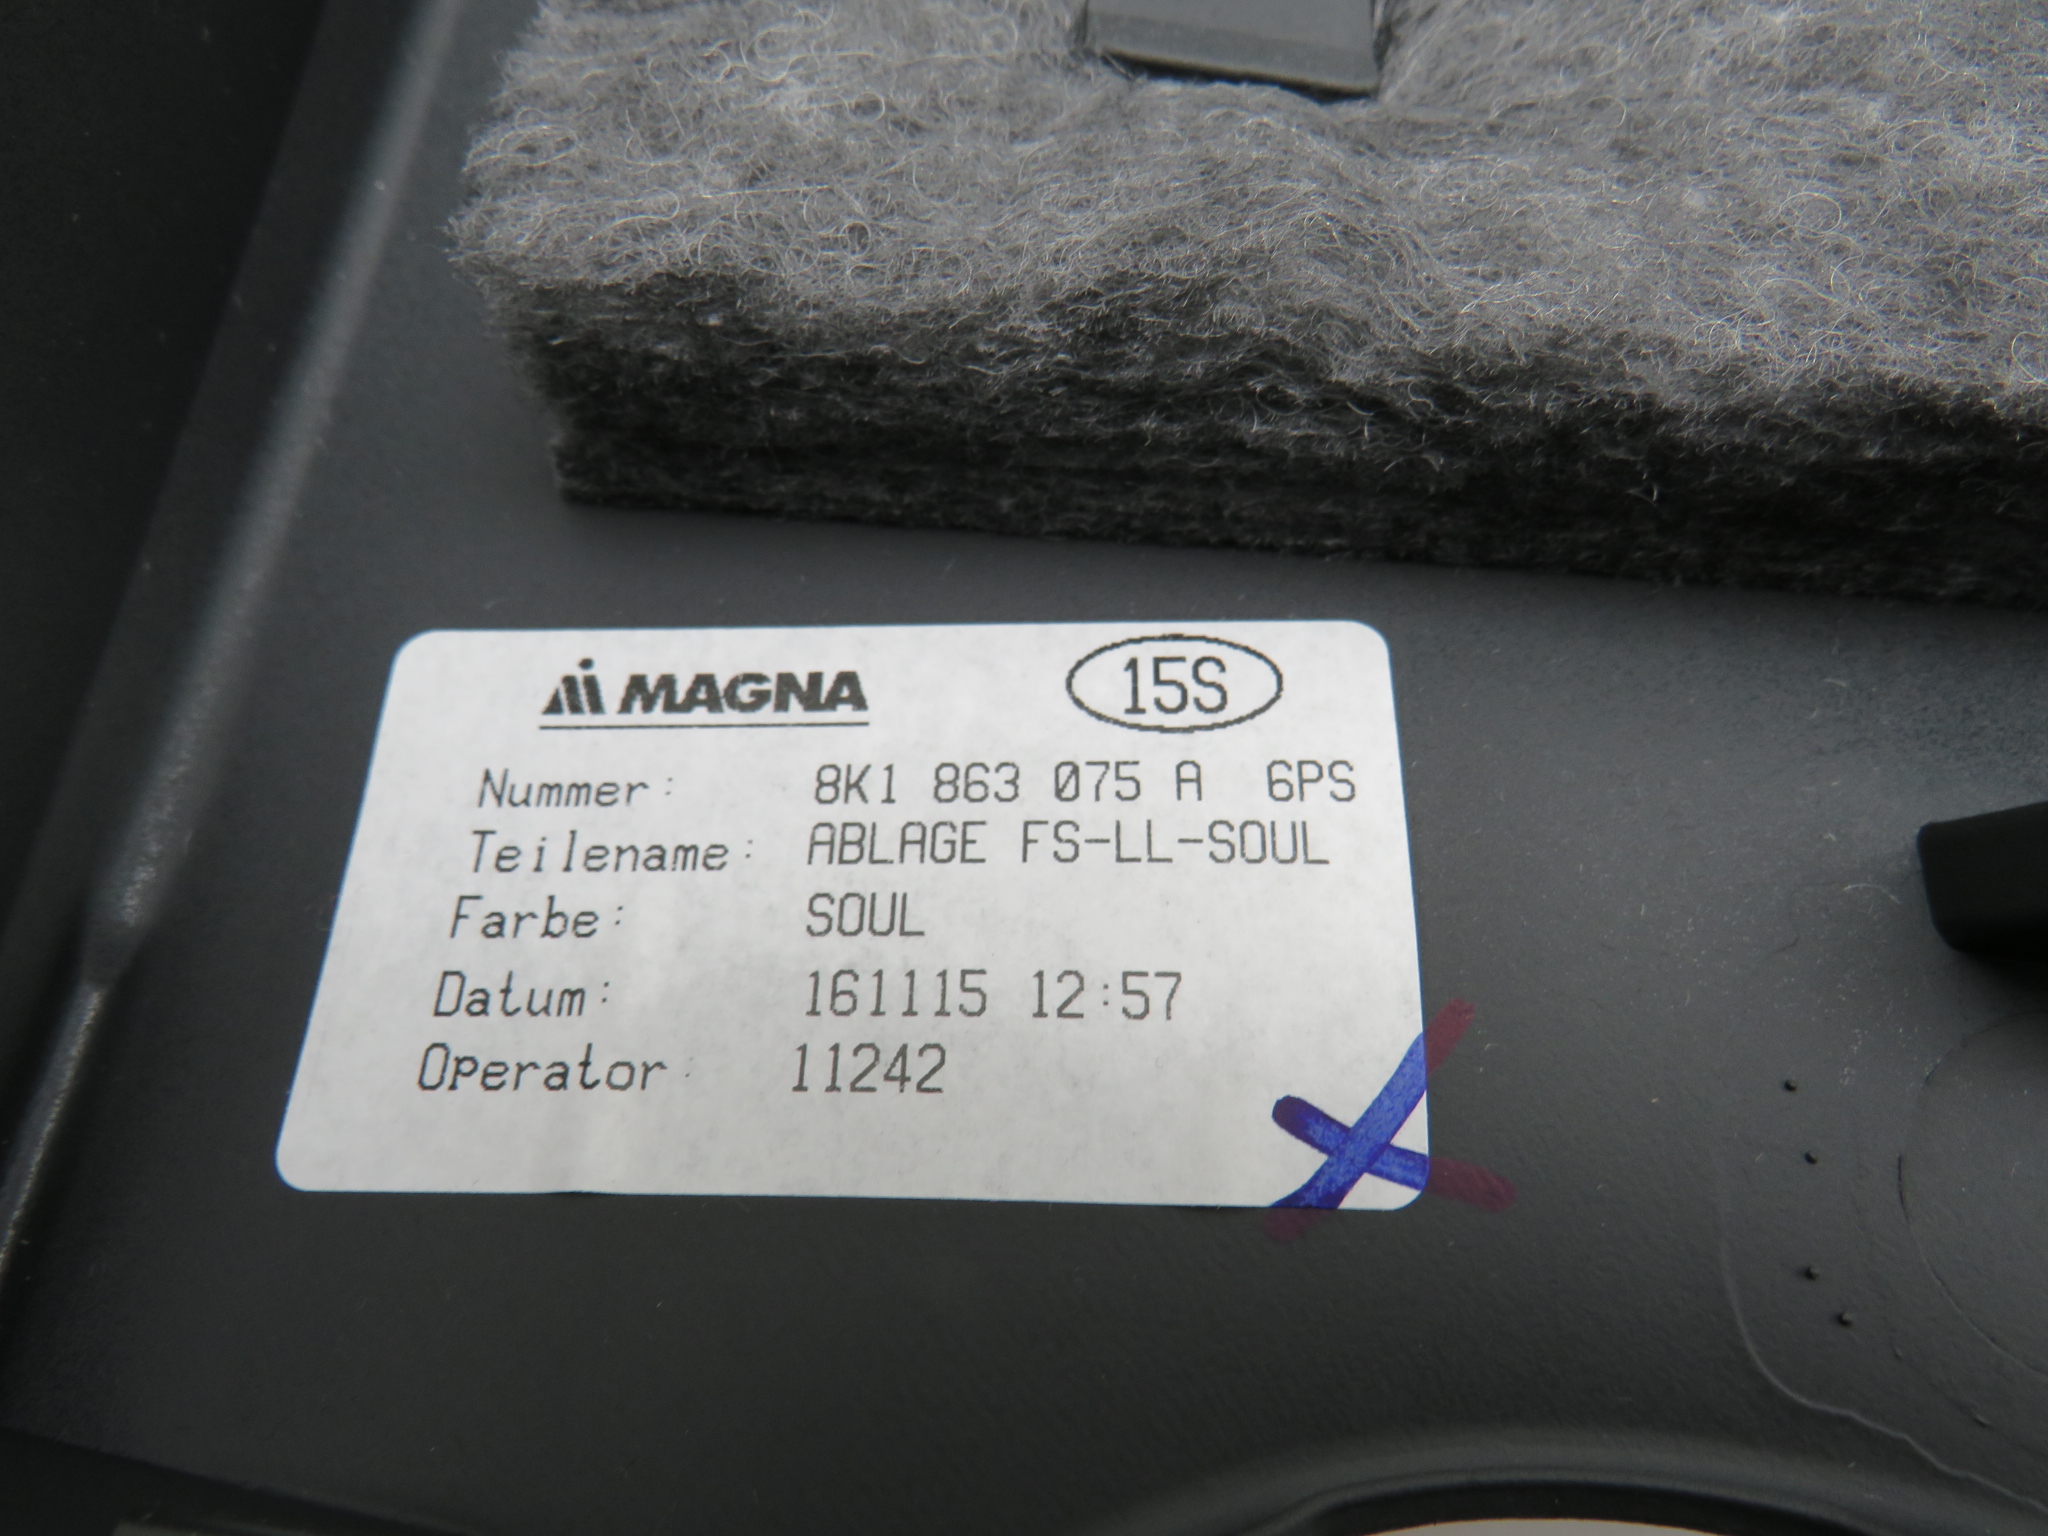 MAGNA 15S
Nummer: 8K1 863 075 A 6PS
Teilename: ABLAGE FS-LL-SOUL
Farbe: SOUL
Datum: 161115 12:57
Operator: 11242